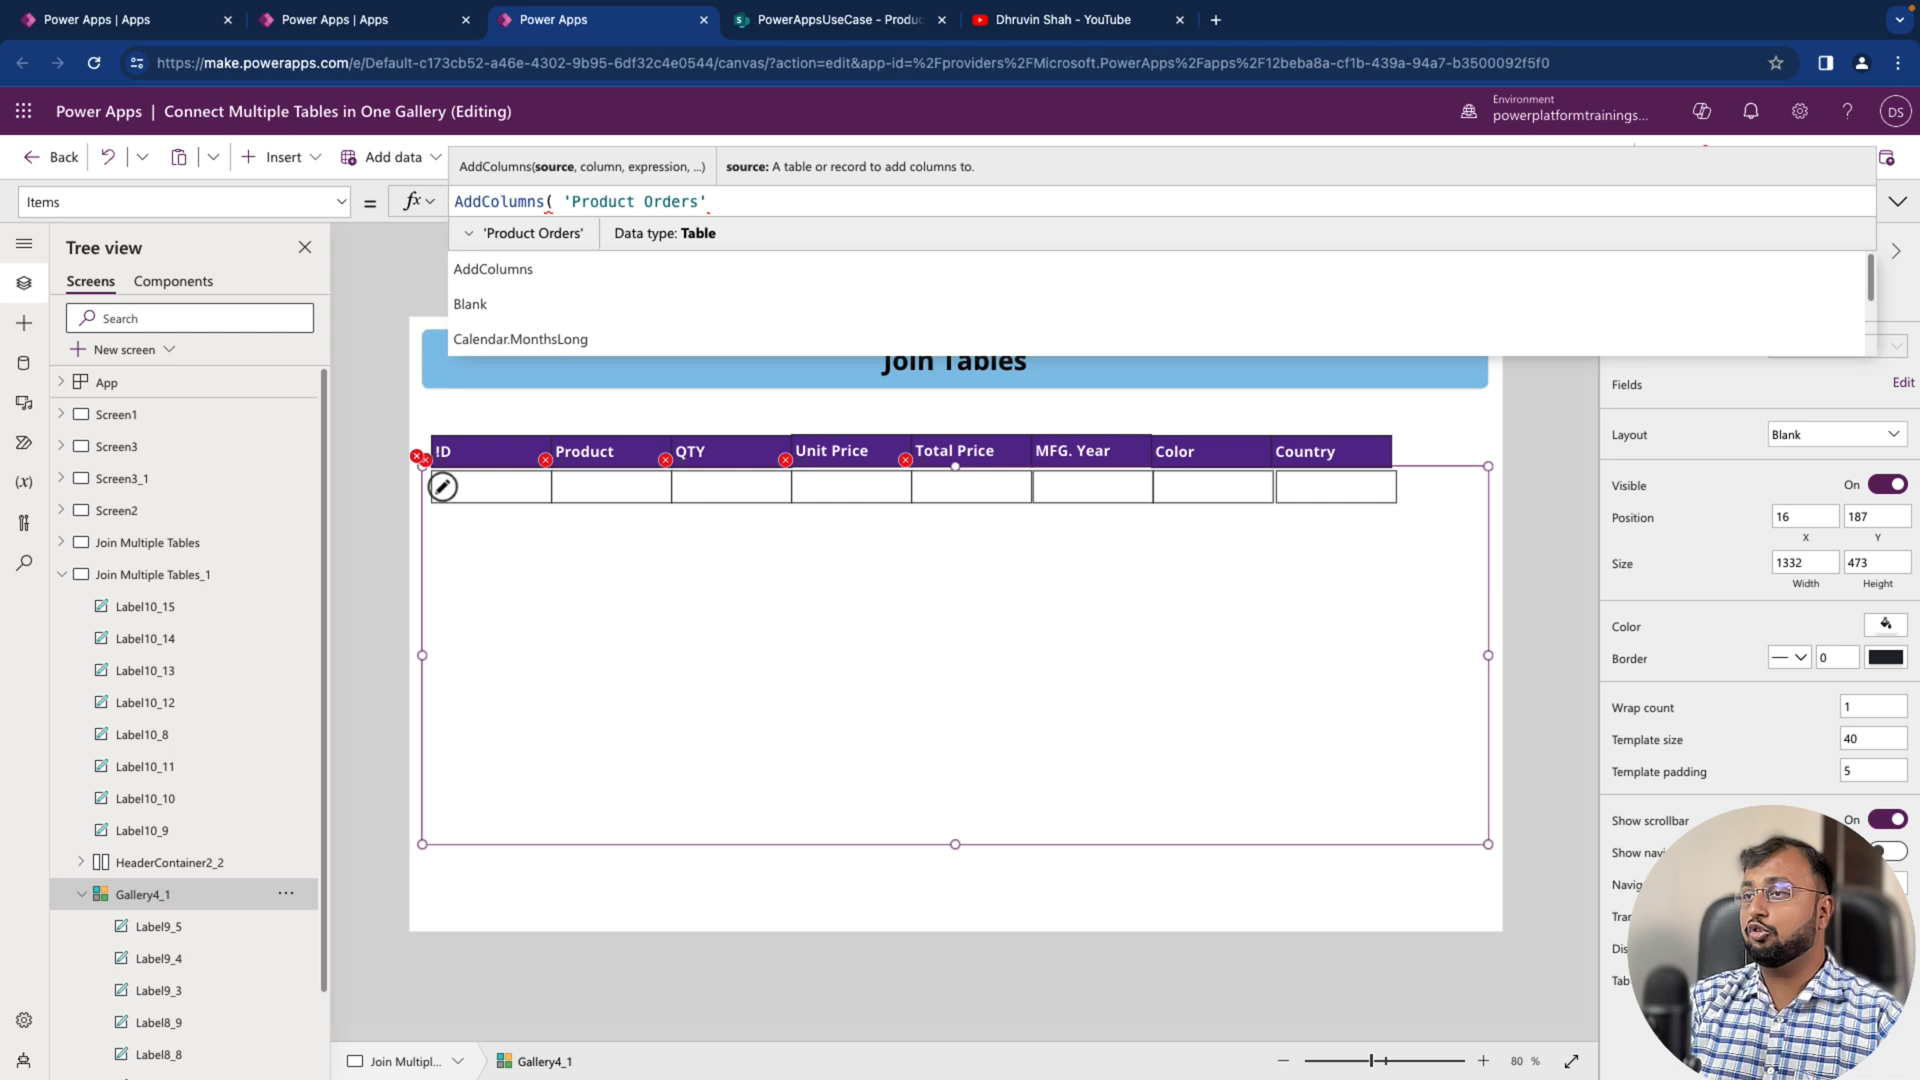 Power Apps | Apps
Power Apps | Apps
Power Apps
PowerAppsUseCase - Produc
Dhruvin Shah - YouTube
https://make.powerapps.com/e/Default-c173cb52-a46e-4302-9b95-6df32c4e0544/canvas/?action=edit&app-id=%2Fproviders%2FMicrosoft.PowerApps%2Fapps%2F12beba8a-cf1b-439a-94a7-b3500092f5f0
Power Apps | Connect Multiple Tables in One Gallery (Editing)
Environment
powerplatformtrainings...
DS
Back
Insert
Add data
AddColumns(source, column, expression, ...)
source: A table or record to add columns to.
Items
=
fx
AddColumns( 'Product Orders'
'Product Orders'
Data type: Table
AddColumns
Blank
Calendar.MonthsLong
Tree view
Screens
Components
Search
New screen
App
Screen1
Screen3
Screen3_1
Screen2
Join Multiple Tables
Join Multiple Tables_1
Label10_15
Label10_14
Label10_13
Label10_12
Label10_8
Label10_11
Label10_10
Label10_9
HeaderContainer2_2
Gallery4_1
Label9_5
Label9_4
Label9_3
Label8_9
Label8_8
Join Tables
!D
Product
QTY
Unit Price
Total Price
MFG. Year
Color
Country
Fields
Edit
Layout
Blank
Visible
On
Position
16
187
X
Y
Size
1332
473
Width
Height
Color
Border
0
Wrap count
1
Template size
40
Template padding
5
Show scrollbar
On
Show navi
Navig
Tran
Dis
Tab
Join Multipl...
Gallery4_1
80 %